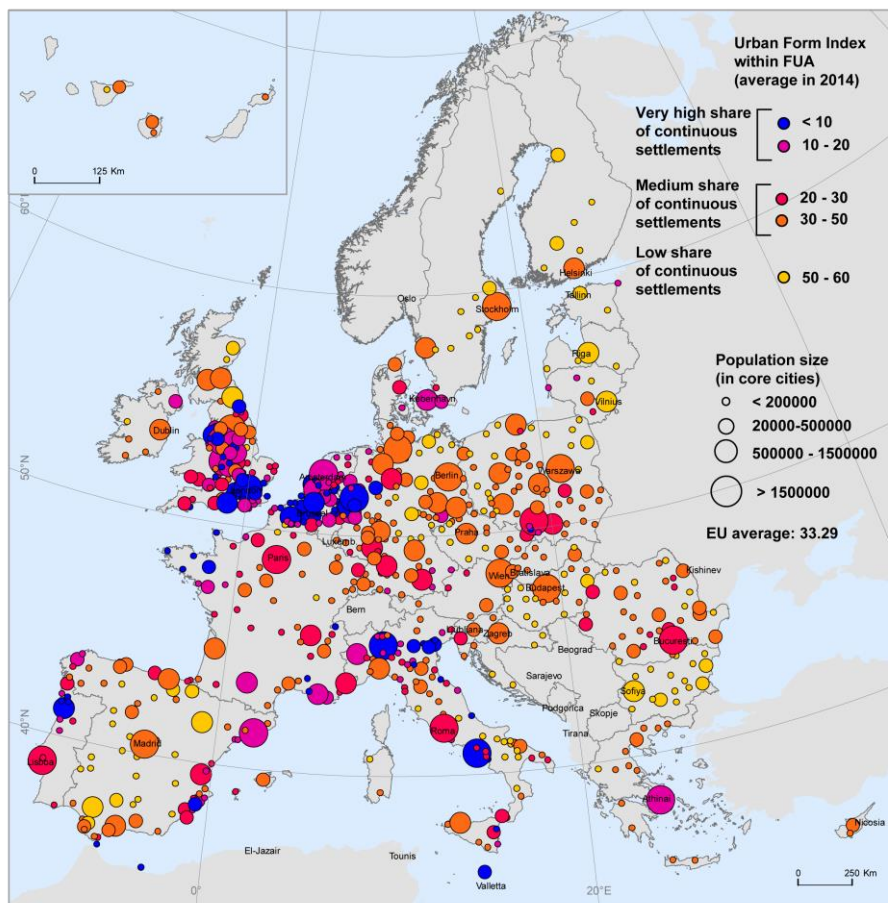 Urban Form Index
within FUA
(average in 2014)
Very high share
of continuous
settlements
< 10
10 - 20
Medium share
of continuous
settlements
20 - 30
30 - 50
Low share
of continuous
settlements
50 - 60
Population size
(in core cities)
< 200000
20000-500000
500000 - 1500000
> 1500000
EU average: 33.29
0 125 Km
60°
50°N
40°N
0°
20°E
0 250 Km
Helsinki
Oslo
Tallinn
Stockholm
Riga
Kobenhavn
Vilnius
Dublin
Amsterdam
Berlin
Warszawa
Praha
Luxemb
Paris
Kishinev
Wien
Bratislava
Budapest
Bern
Ljubljana
Zagreb
Bucuresti
Beograd
Sarajevo
Sofiya
Podgorica
Skopje
Tirana
Roma
Madrid
Lisboa
Athinai
Nicosia
El-Jazair
Tounis
Valletta